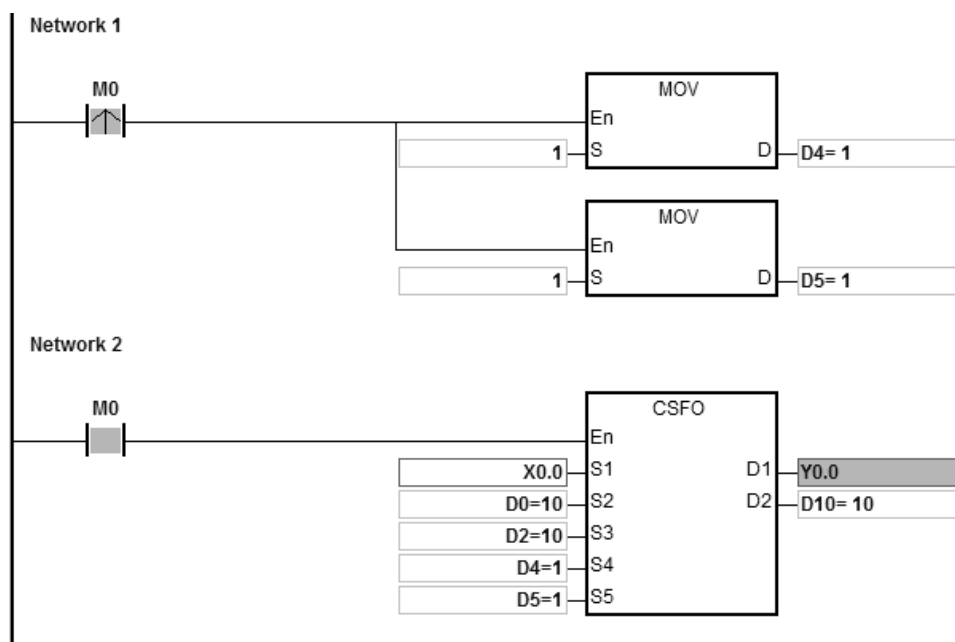 Network 1
M0
MOV
En
1 S D D4= 1
MOV
En
1 S D D5= 1
Network 2
M0
CSFO
En
X0.0 S1 D1 Y0.0
D0=10 S2 D2 D10= 10
D2=10 S3
D4=1 S4
D5=1 S5